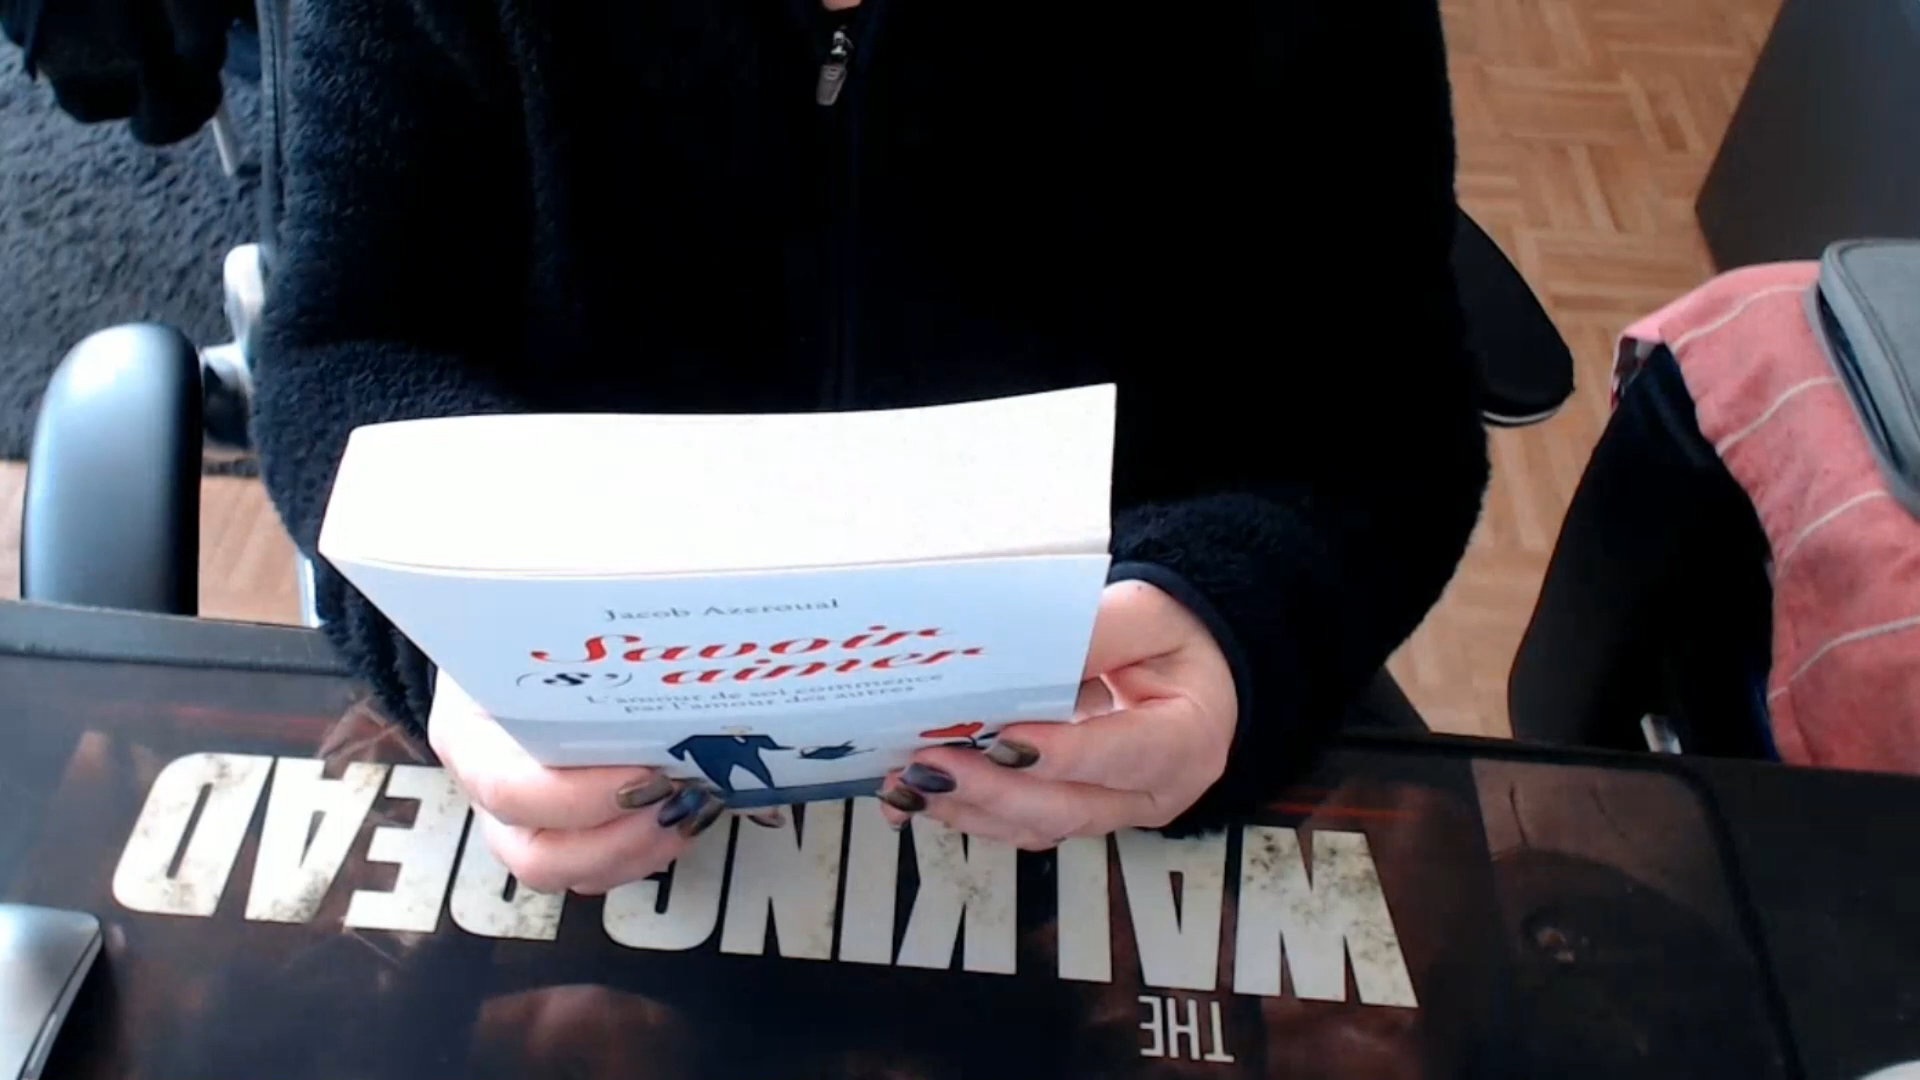 Jacob Azeroual
Savoir
(s') aimer
L'amour de soi commence
par l'amour des autres
THE
WALKING DEAD